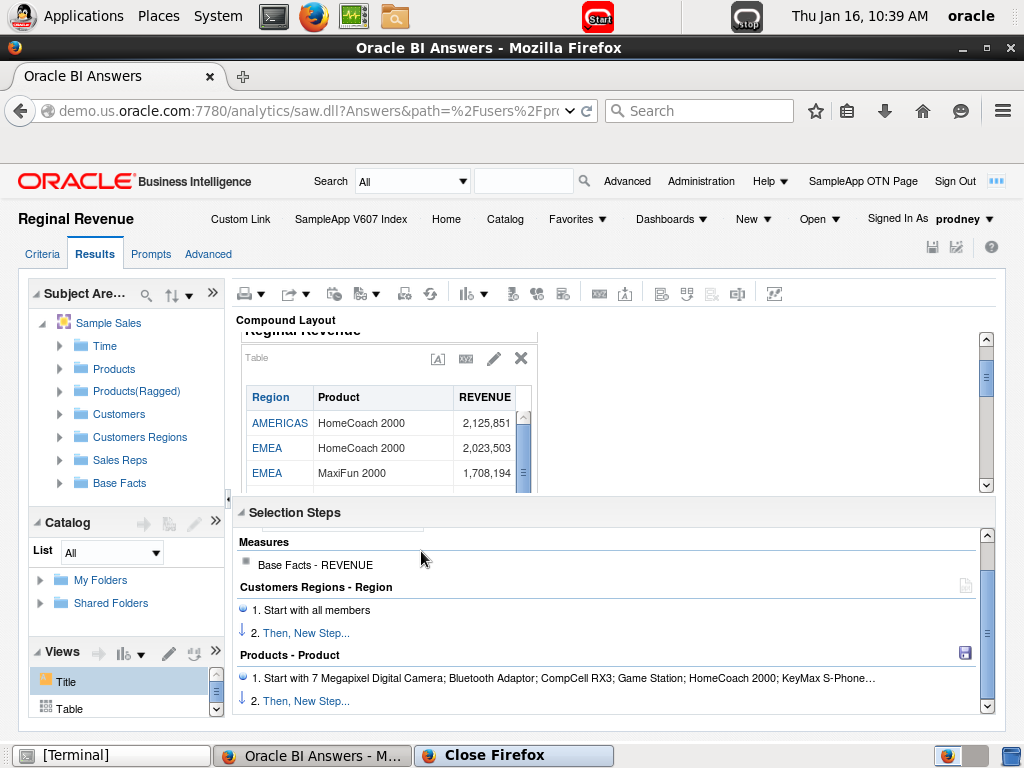 Applications Places System Start stop Thu Jan 16, 10:39 AM oracle
Oracle BI Answers - Mozilla Firefox
Oracle BI Answers
demo.us.oracle.com:7780/analytics/saw.dll?Answers&path=%2Fusers%2Fpro Search
ORACLE Business Intelligence Search All Advanced Administration Help SampleApp OTN Page Sign Out
Reginal Revenue Custom Link SampleApp V607 Index Home Catalog Favorites Dashboards New Open Signed In As prodney
Criteria Results Prompts Advanced
Subject Are...
Sample Sales
Time
Products
Products(Ragged)
Customers
Customers Regions
Sales Reps
Base Facts
Catalog
List All
My Folders
Shared Folders
Views
Title
Table
Compound Layout
Reginal Revenue
Table
Region Product REVENUE
AMERICAS HomeCoach 2000 2,125,851
EMEA HomeCoach 2000 2,023,503
EMEA MaxiFun 2000 1,708,194
Selection Steps
Measures
Base Facts - REVENUE
Customers Regions - Region
1. Start with all members
2. Then, New Step...
Products - Product
1. Start with 7 Megapixel Digital Camera; Bluetooth Adaptor; CompCell RX3; Game Station; HomeCoach 2000; KeyMax S-Phone...
2. Then, New Step...
[Terminal] Oracle BI Answers - M... Close Firefox